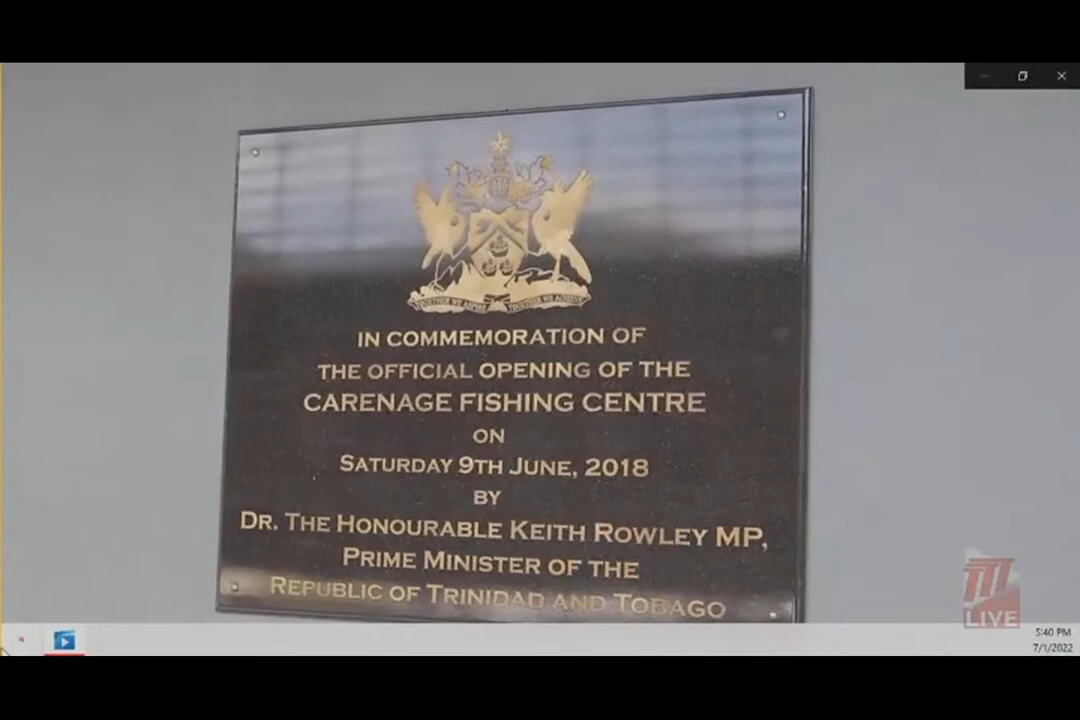 TOGETHER WE ASPIRE TOGETHER WE ACHIEVE
IN COMMEMORATION OF
THE OFFICIAL OPENING OF THE
CARENAGE FISHING CENTRE
ON
SATURDAY 9TH JUNE, 2018
BY
DR. THE HONOURABLE KEITH ROWLEY MP,
PRIME MINISTER OF THE
REPUBLIC OF TRINIDAD AND TOBAGO
LIVE
5:40 PM
7/1/2022